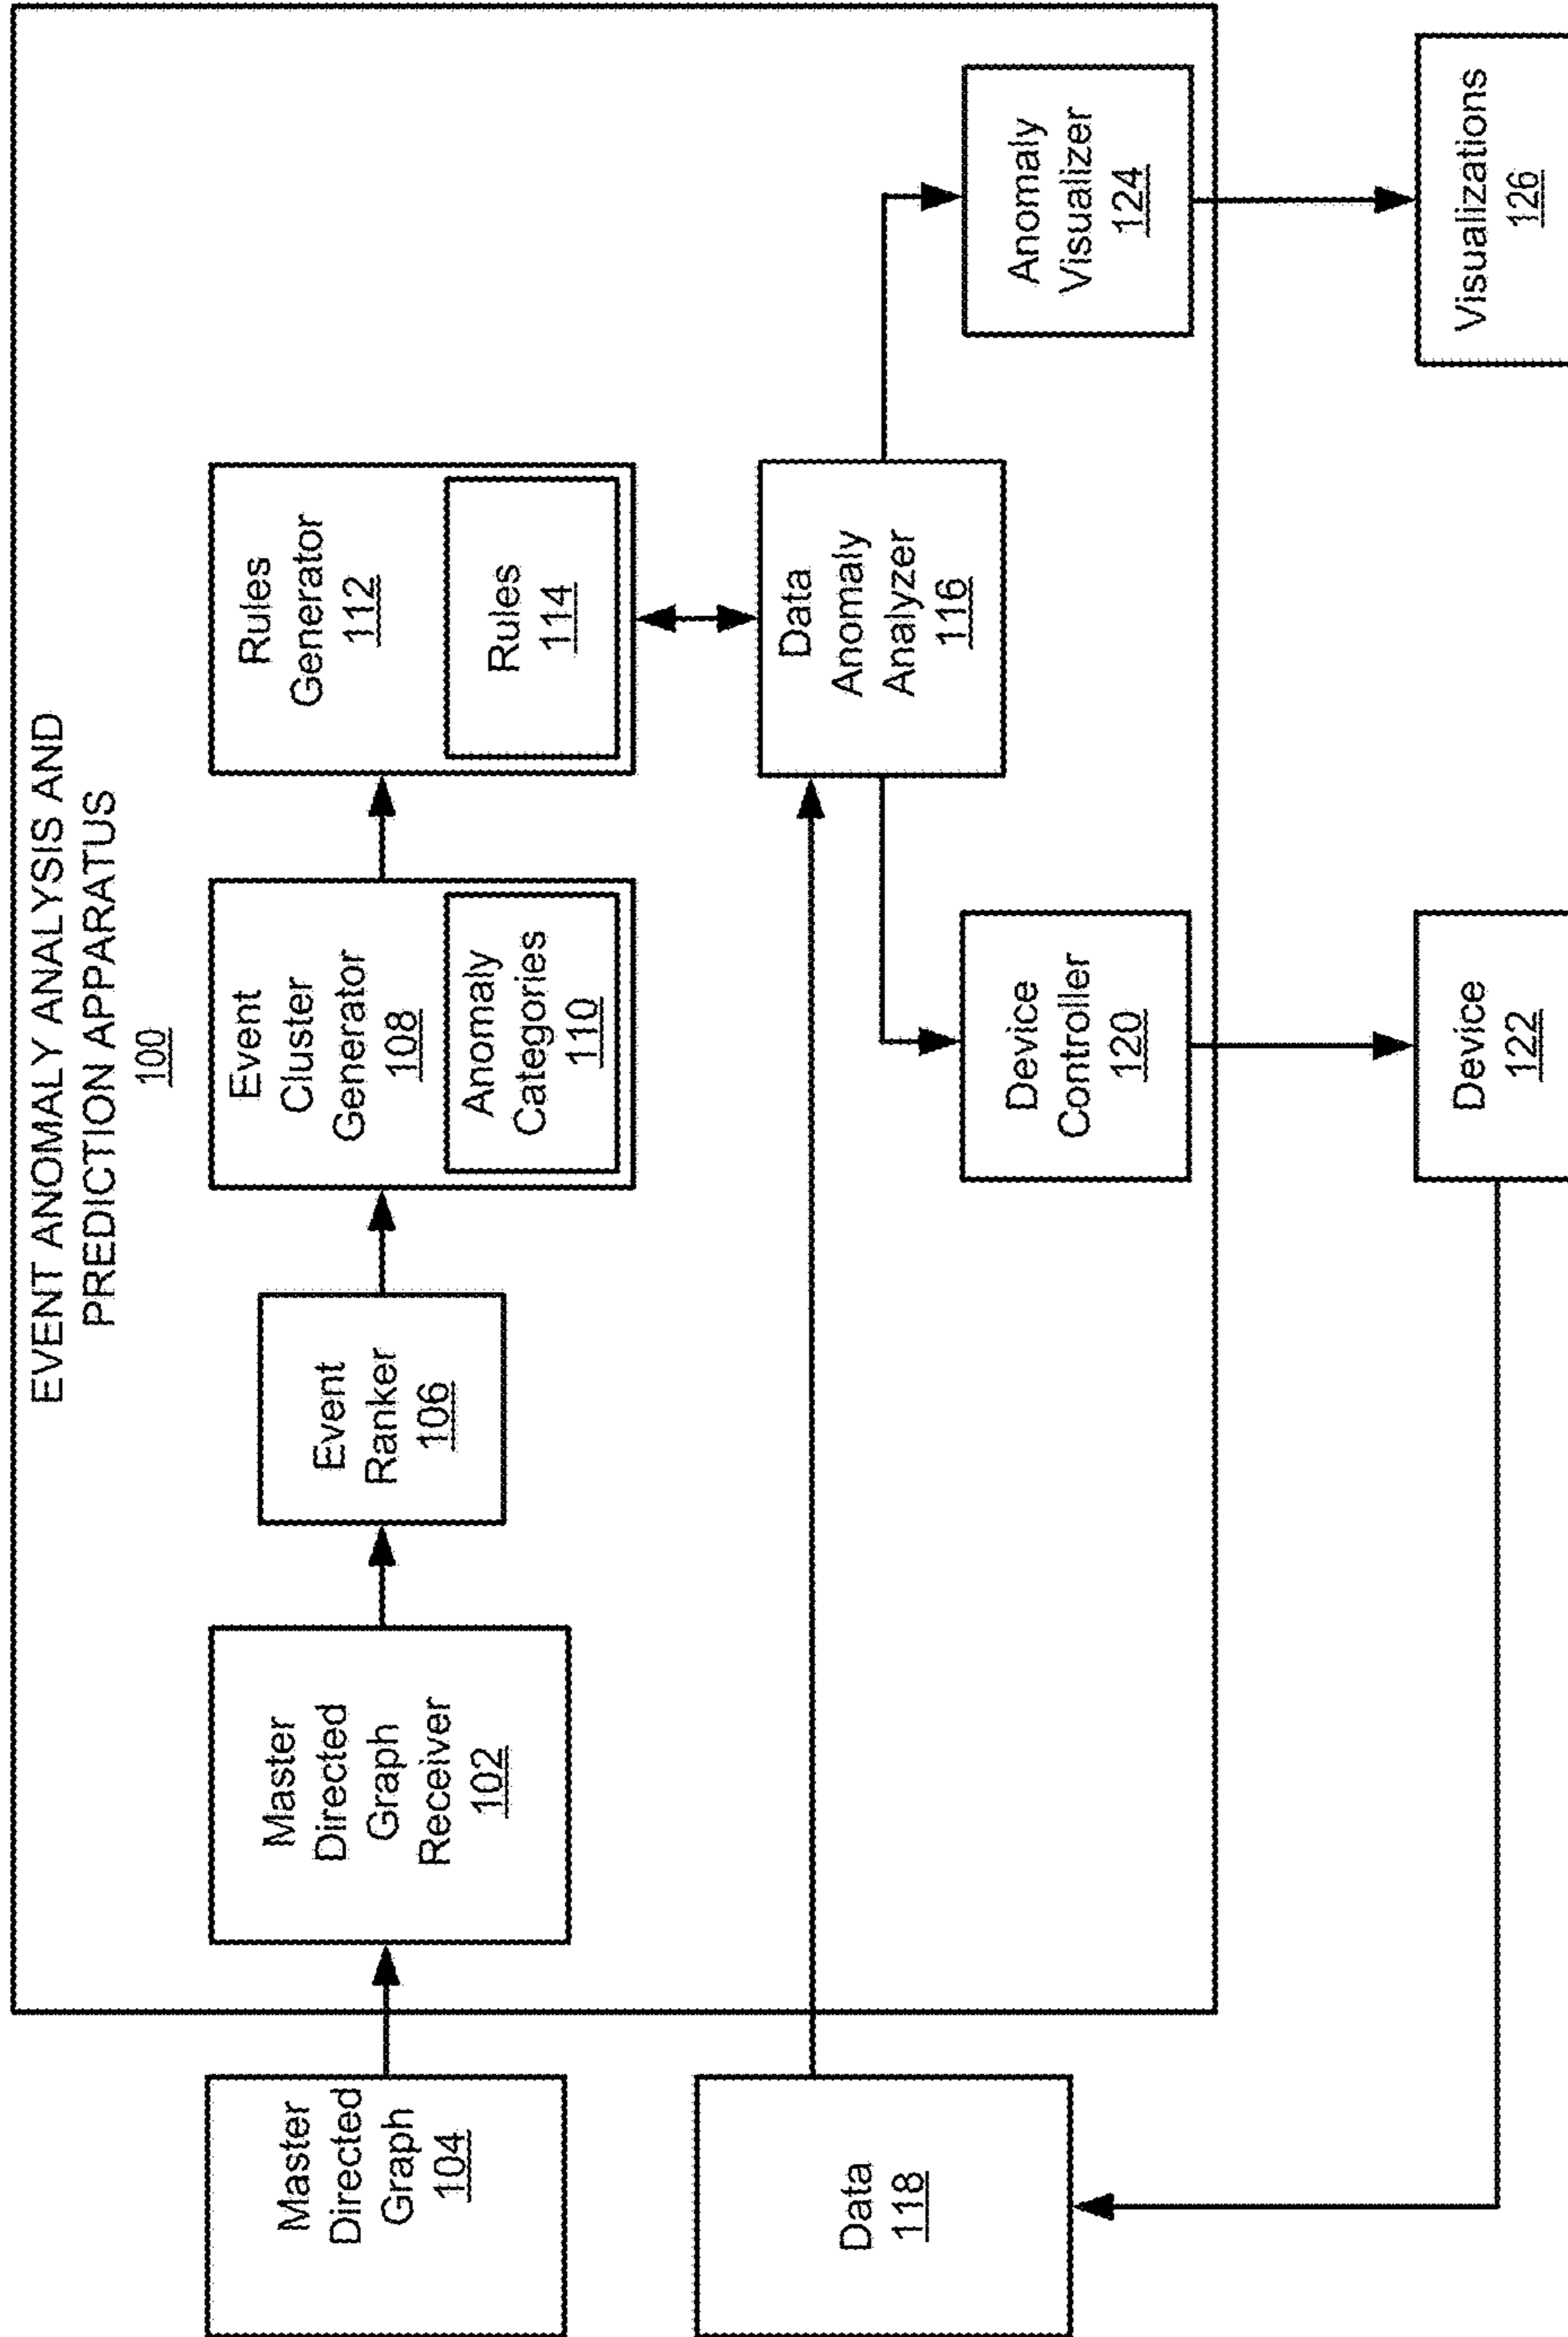 EVENT ANOMALY ANALYSIS AND
PREDICTION APPARATUS
100
Master
Directed
Graph
104
Master
Directed
Graph
Receiver
102
Event
Ranker
106
Event
Cluster
Generator
108
Anomaly
Categories
110
Rules
Generator
112
Rules
114
Data
118
Data
Anomaly
Analyzer
116
Device
Controller
120
Anomaly
Visualizer
124
Device
122
Visualizations
126